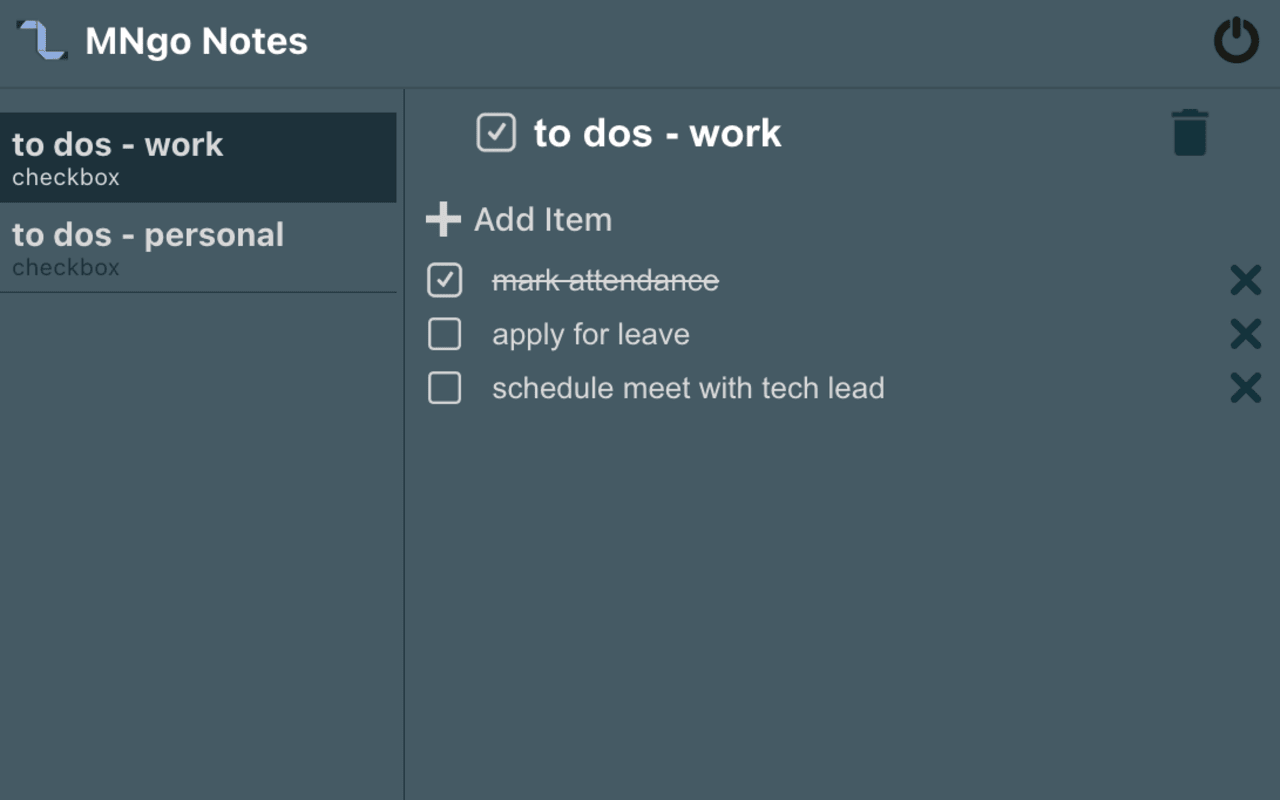 MNgo Notes
to dos - work
checkbox
to dos - personal
checkbox
to dos - work
Add Item
mark attendance
apply for leave
schedule meet with tech lead